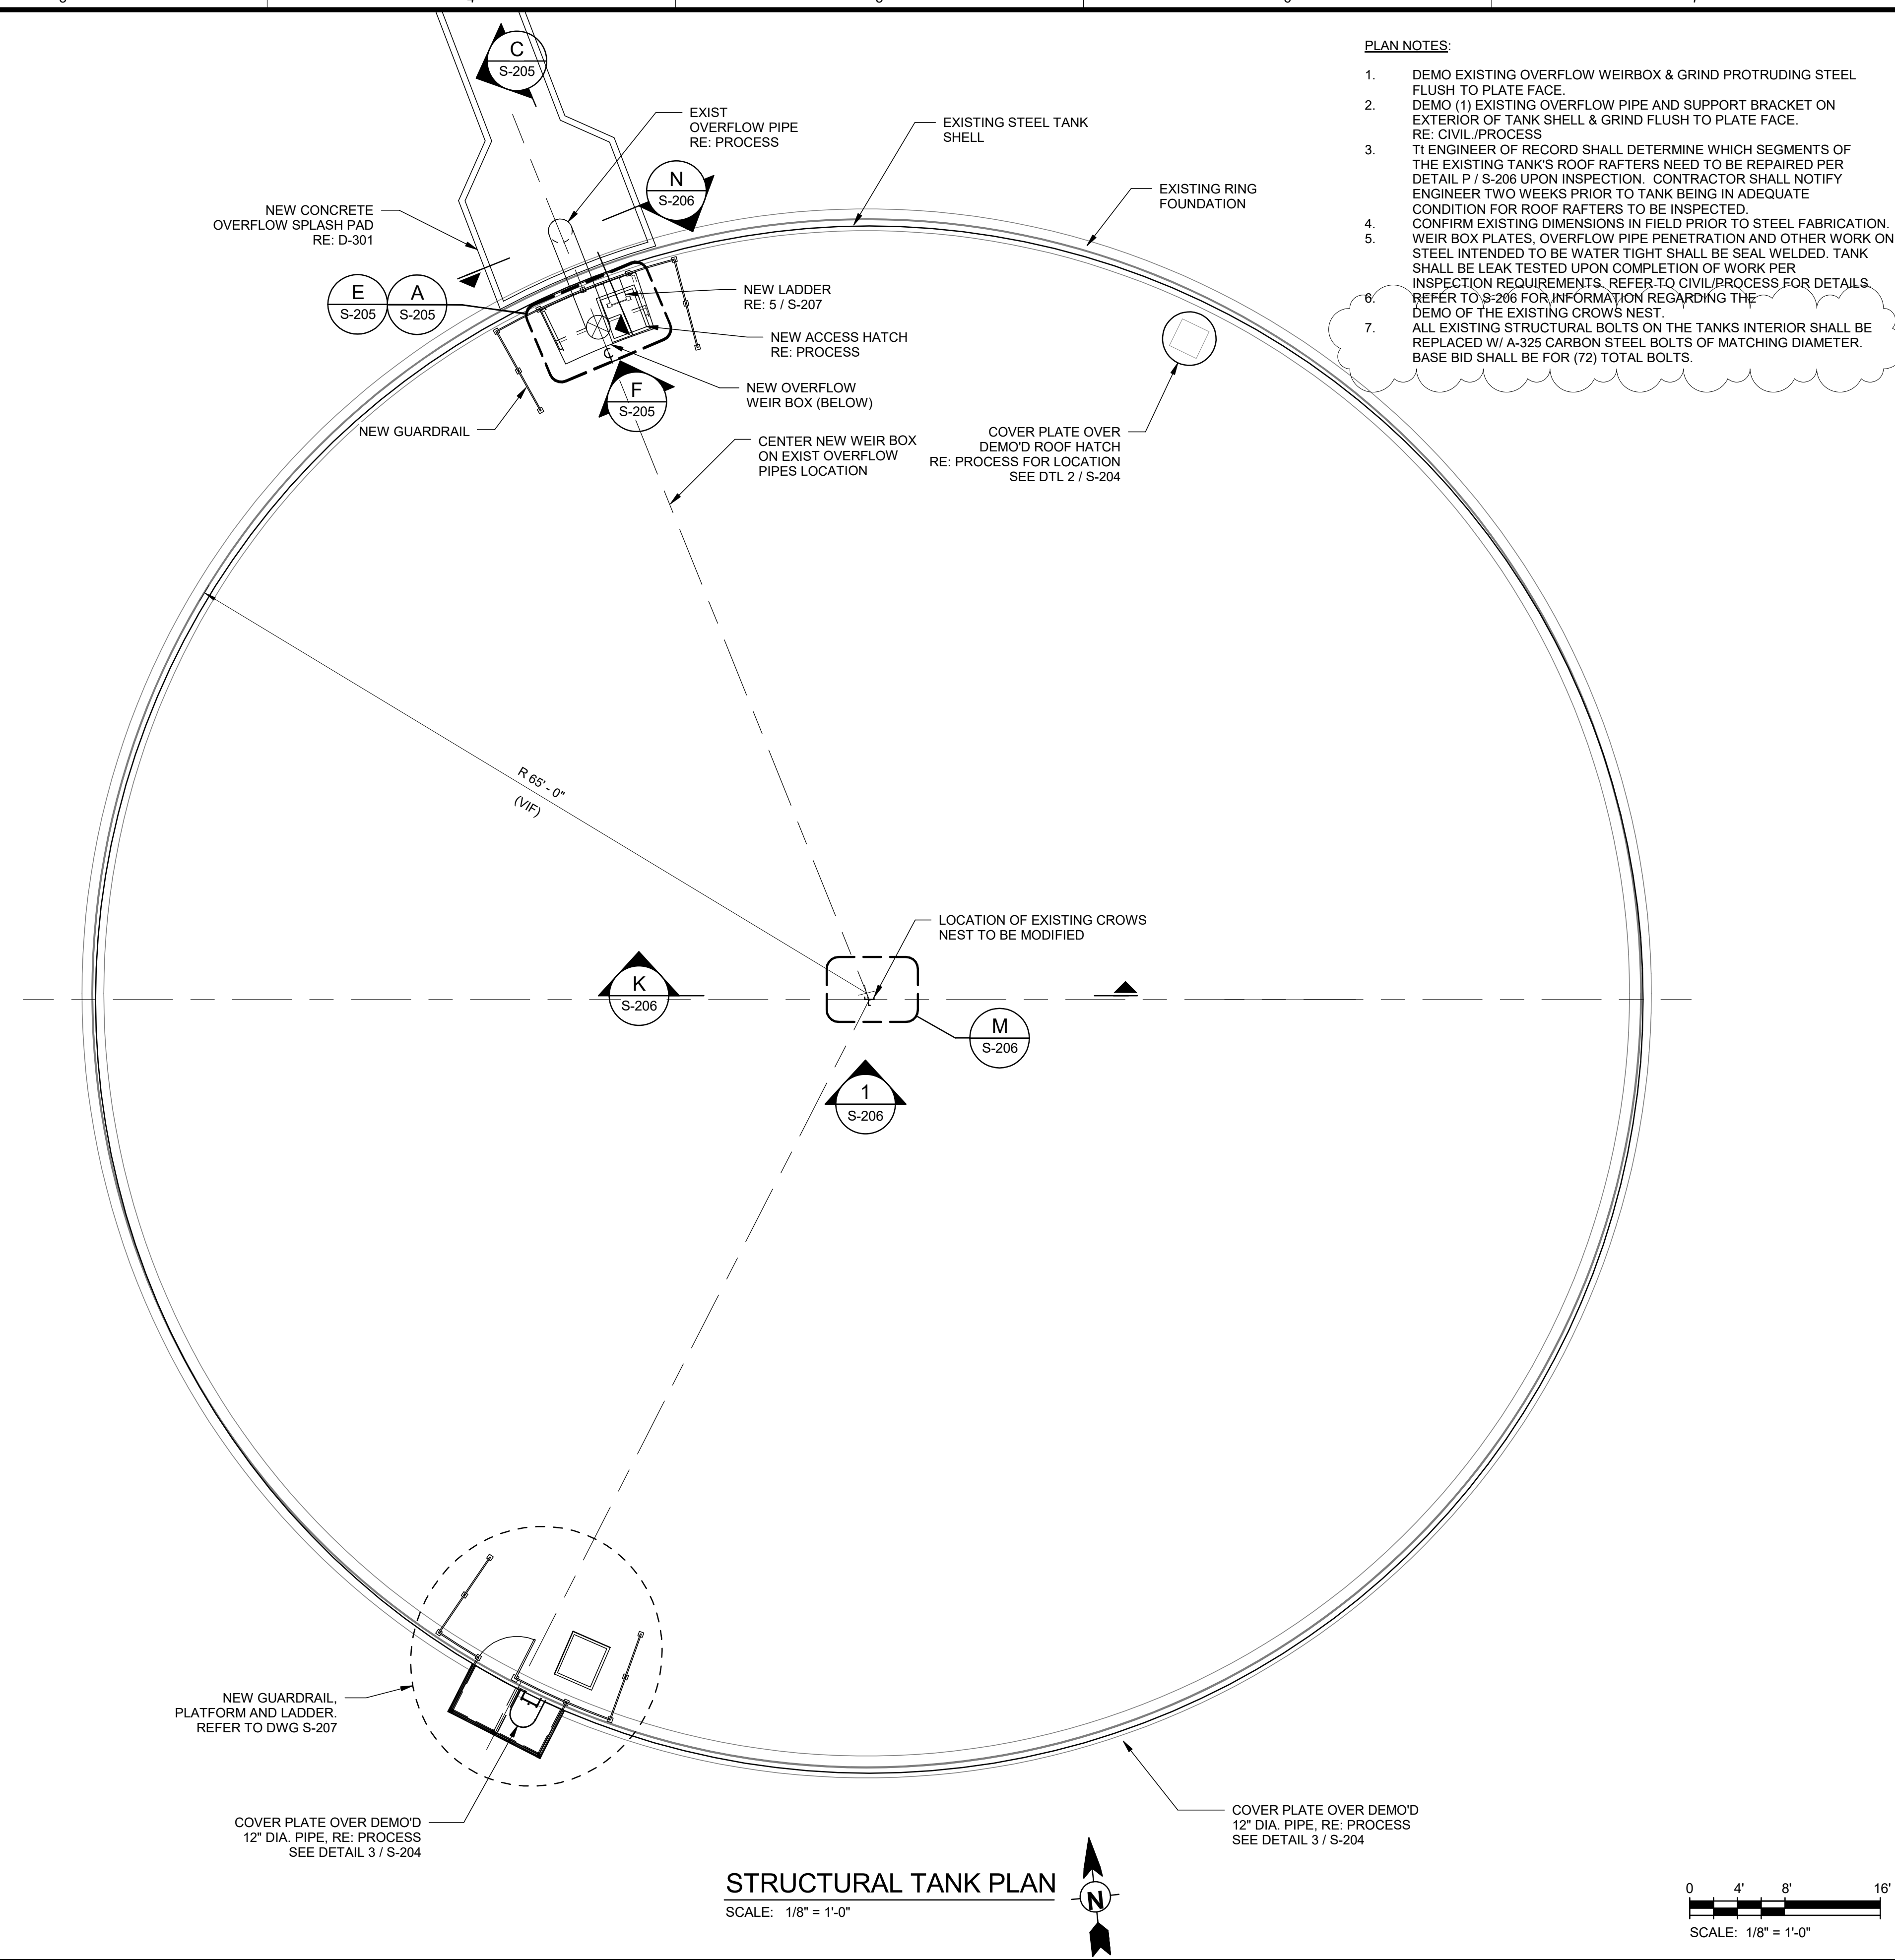 C
S-205
EXIST
OVERFLOW PIPE
RE: PROCESS
N
S-206
EXISTING STEEL TANK
SHELL
EXISTING RING
FOUNDATION
NEW CONCRETE
OVERFLOW SPLASH PAD
RE: D-301
E
S-205
A
S-205
NEW LADDER
RE: 5 / S-207
NEW ACCESS HATCH
RE: PROCESS
NEW OVERFLOW
WEIR BOX (BELOW)
F
S-205
NEW GUARDRAIL
CENTER NEW WEIR BOX
ON EXIST OVERFLOW
PIPES LOCATION
COVER PLATE OVER
DEMO'D ROOF HATCH
RE: PROCESS FOR LOCATION
SEE DTL 2 / S-204
PLAN NOTES:
1. DEMO EXISTING OVERFLOW WEIRBOX & GRIND PROTRUDING STEEL
FLUSH TO PLATE FACE.
2. DEMO (1) EXISTING OVERFLOW PIPE AND SUPPORT BRACKET ON
EXTERIOR OF TANK SHELL & GRIND FLUSH TO PLATE FACE.
RE: CIVIL./PROCESS
3. Tt ENGINEER OF RECORD SHALL DETERMINE WHICH SEGMENTS OF
THE EXISTING TANK'S ROOF RAFTERS NEED TO BE REPAIRED PER
DETAIL P / S-206 UPON INSPECTION. CONTRACTOR SHALL NOTIFY
ENGINEER TWO WEEKS PRIOR TO TANK BEING IN ADEQUATE
CONDITION FOR ROOF RAFTERS TO BE INSPECTED.
4. CONFIRM EXISTING DIMENSIONS IN FIELD PRIOR TO STEEL FABRICATION.
5. WEIR BOX PLATES, OVERFLOW PIPE PENETRATION AND OTHER WORK ON
STEEL INTENDED TO BE WATER TIGHT SHALL BE SEAL WELDED. TANK
SHALL BE LEAK TESTED UPON COMPLETION OF WORK PER
INSPECTION REQUIREMENTS. REFER TO CIVIL/PROCESS FOR DETAILS.
6. REFER TO S-206 FOR INFORMATION REGARDING THE
DEMO OF THE EXISTING CROWS NEST.
7. ALL EXISTING STRUCTURAL BOLTS ON THE TANKS INTERIOR SHALL BE
REPLACED W/ A-325 CARBON STEEL BOLTS OF MATCHING DIAMETER.
BASE BID SHALL BE FOR (72) TOTAL BOLTS.
R 65' - 0"
(VIF)
LOCATION OF EXISTING CROWS
NEST TO BE MODIFIED
K
S-206
M
S-206
1
S-206
NEW GUARDRAIL,
PLATFORM AND LADDER.
REFER TO DWG S-207
COVER PLATE OVER DEMO'D
12" DIA. PIPE, RE: PROCESS
SEE DETAIL 3 / S-204
COVER PLATE OVER DEMO'D
12" DIA. PIPE, RE: PROCESS
SEE DETAIL 3 / S-204
STRUCTURAL TANK PLAN
SCALE: 1/8" = 1'-0"
N
0 4' 8' 16'
SCALE: 1/8" = 1'-0"